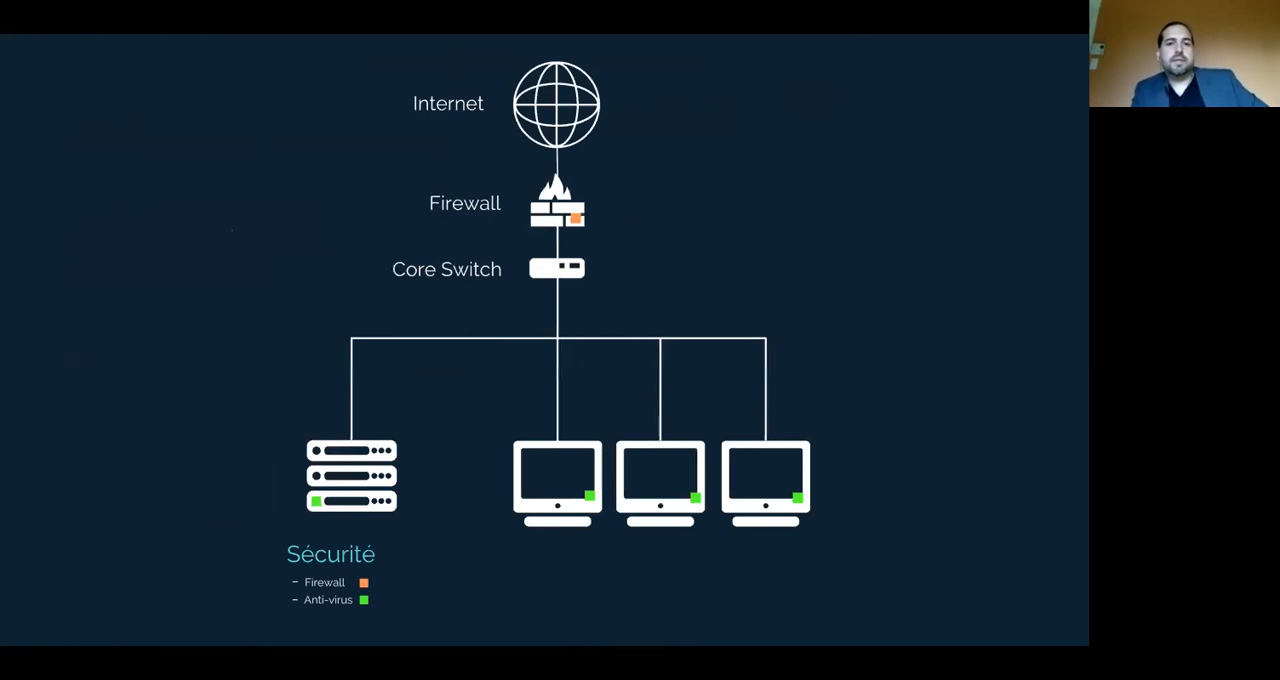 Internet
Firewall
Core Switch
Sécurité
– Firewall
– Anti-virus